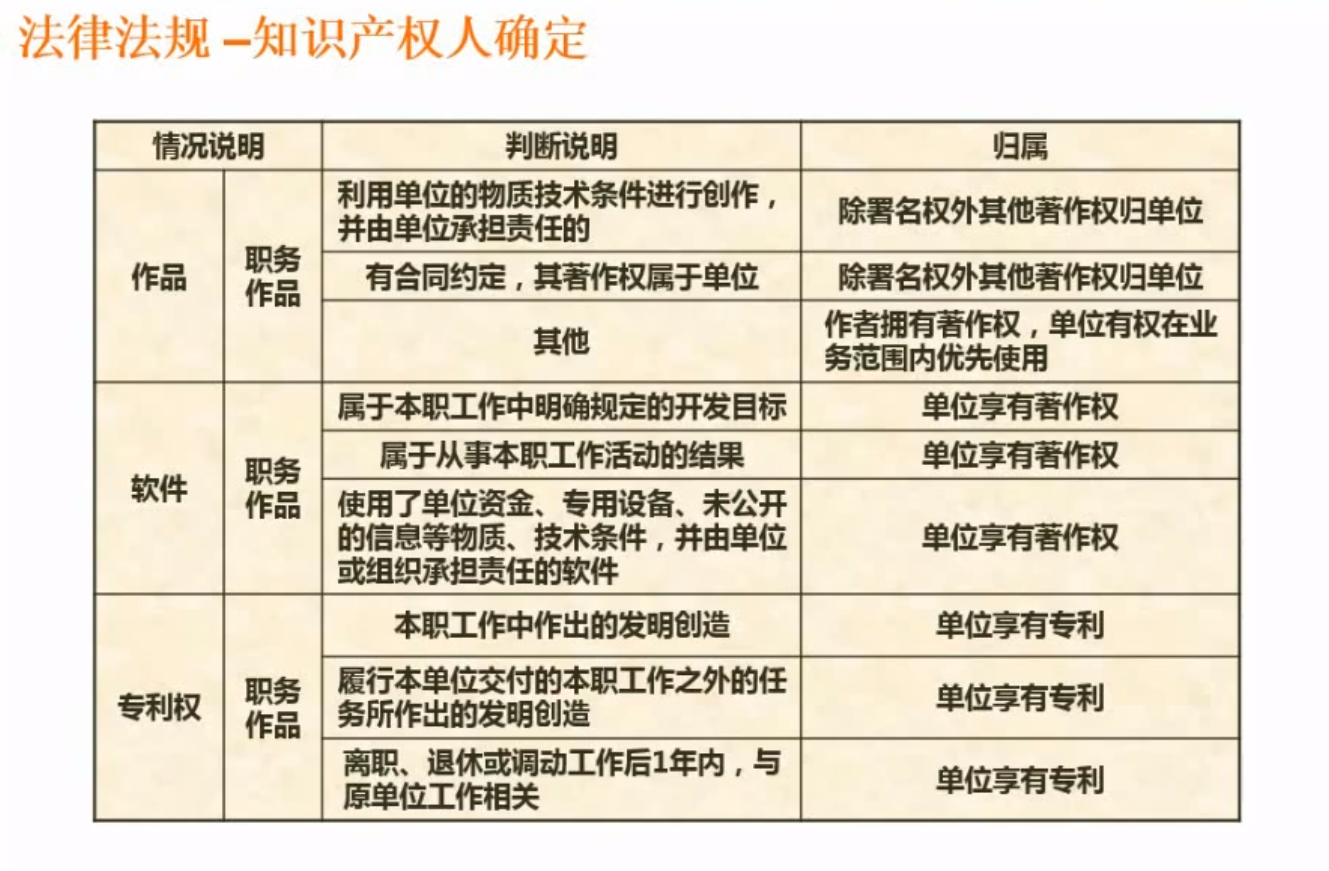 法律法规 –知识产权人确定
情况说明
判断说明
归属
作品
职务
作品
利用单位的物质技术条件进行创作，
并由单位承担责任的
除署名权外其他著作权归单位
有合同约定，其著作权属于单位
除署名权外其他著作权归单位
其他
作者拥有著作权，单位有权在业
务范围内优先使用
软件
职务
作品
属于本职工作中明确规定的开发目标
单位享有著作权
属于从事本职工作活动的结果
单位享有著作权
使用了单位资金、专用设备、未公开
的信息等物质、技术条件，并由单位
或组织承担责任的软件
单位享有著作权
专利权
职务
作品
本职工作中作出的发明创造
单位享有专利
履行本单位交付的本职工作之外的任
务所作出的发明创造
单位享有专利
离职、退休或调动工作后1年内，与
原单位工作相关
单位享有专利